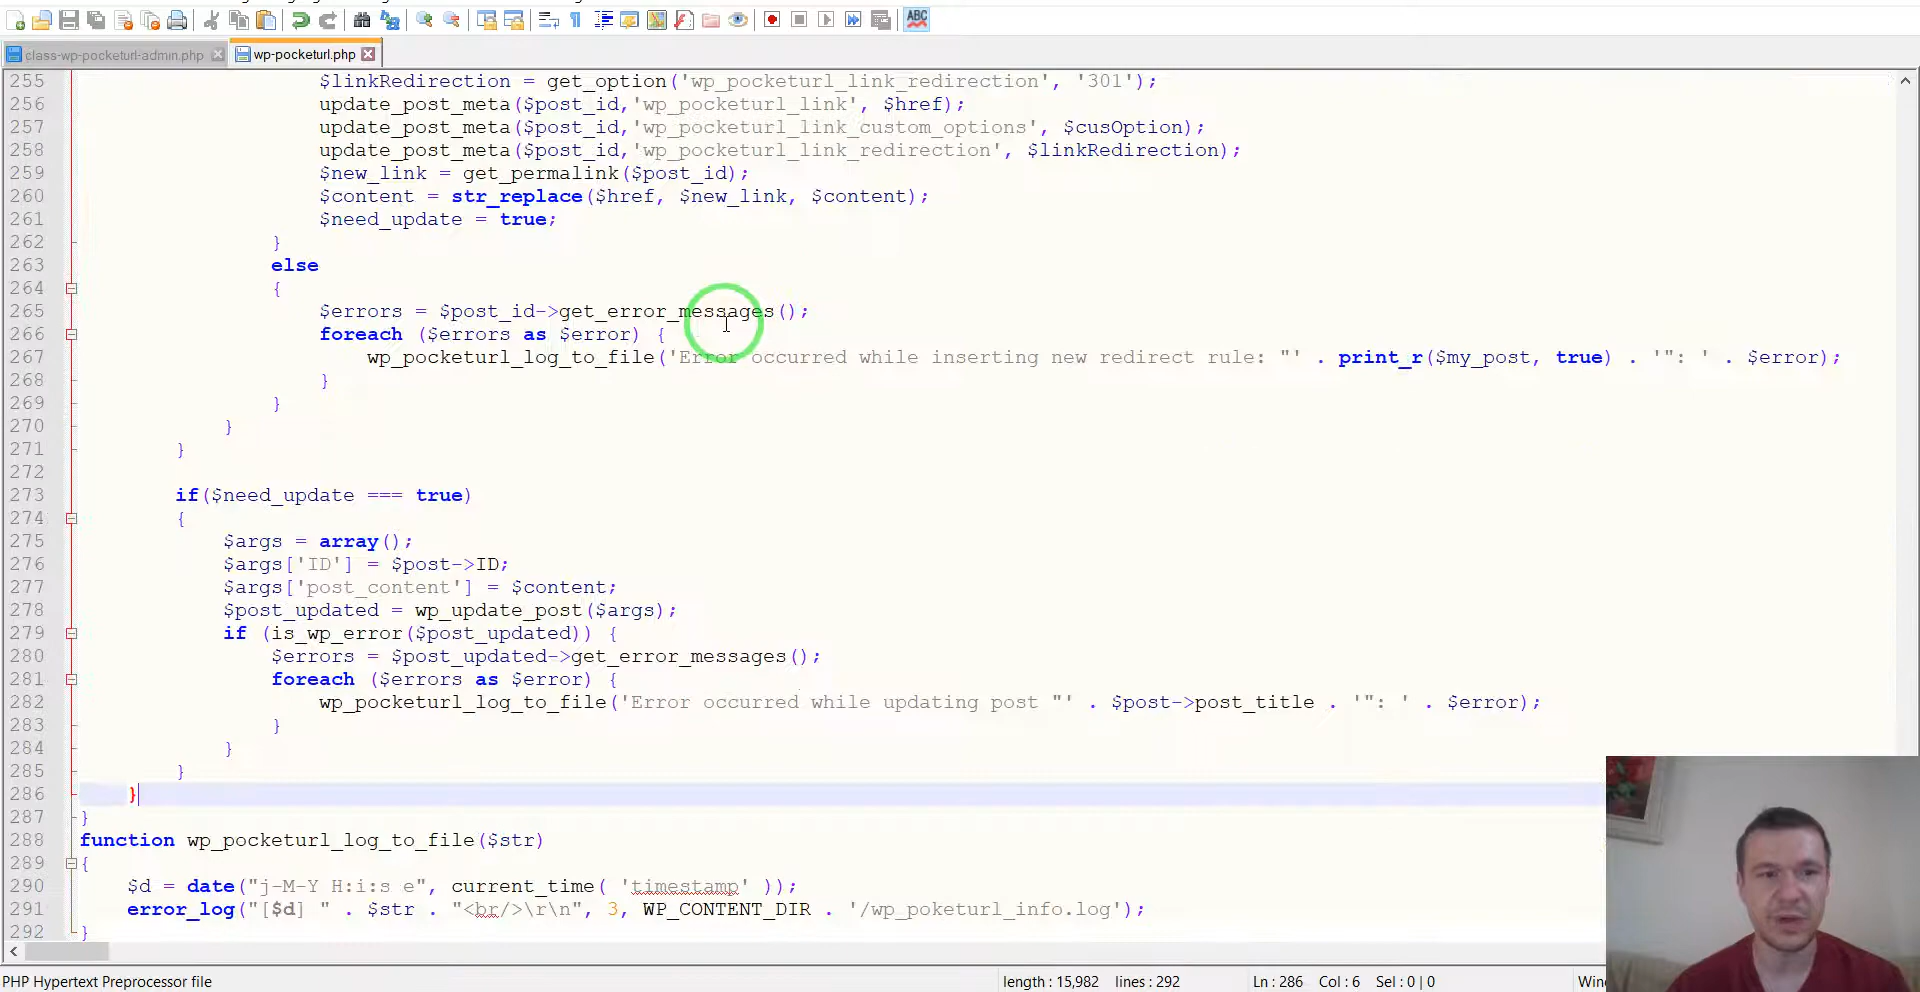 ABC
class-wp-pocketurl-admin.php
wp-pocketurl.php
255 $linkRedirection = get_option('wp_pocketurl_link_redirection', '301');
256 update_post_meta($post_id,'wp_pocketurl_link', $href);
257 update_post_meta($post_id,'wp_pocketurl_link_custom_options', $cusOption);
258 update_post_meta($post_id,'wp_pocketurl_link_redirection', $linkRedirection);
259 $new_link = get_permalink($post_id);
260 $content = str_replace($href, $new_link, $content);
261 $need_update = true;
262 }
263 else
264 {
265 $errors = $post_id->get_error_messages();
266 foreach ($errors as $error) {
267 wp_pocketurl_log_to_file('Error occurred while inserting new redirect rule: "' . print_r($my_post, true) . '": ' . $error);
268 }
269 }
270 }
271 }
272
273 if($need_update === true)
274 {
275 $args = array();
276 $args['ID'] = $post->ID;
277 $args['post_content'] = $content;
278 $post_updated = wp_update_post($args);
279 if (is_wp_error($post_updated)) {
280 $errors = $post_updated->get_error_messages();
281 foreach ($errors as $error) {
282 wp_pocketurl_log_to_file('Error occurred while updating post "' . $post->post_title . '": ' . $error);
283 }
284 }
285 }
286 }
287 }
288 function wp_pocketurl_log_to_file($str)
289 {
290 $d = date("j-M-Y H:i:s e", current_time( 'timestamp' ));
291 error_log("[$d] " . $str . "<br/>\r\n", 3, WP_CONTENT_DIR . '/wp_poketurl_info.log');
292 }
PHP Hypertext Preprocessor file length : 15,982 lines : 292 Ln : 286 Col : 6 Sel : 0 | 0